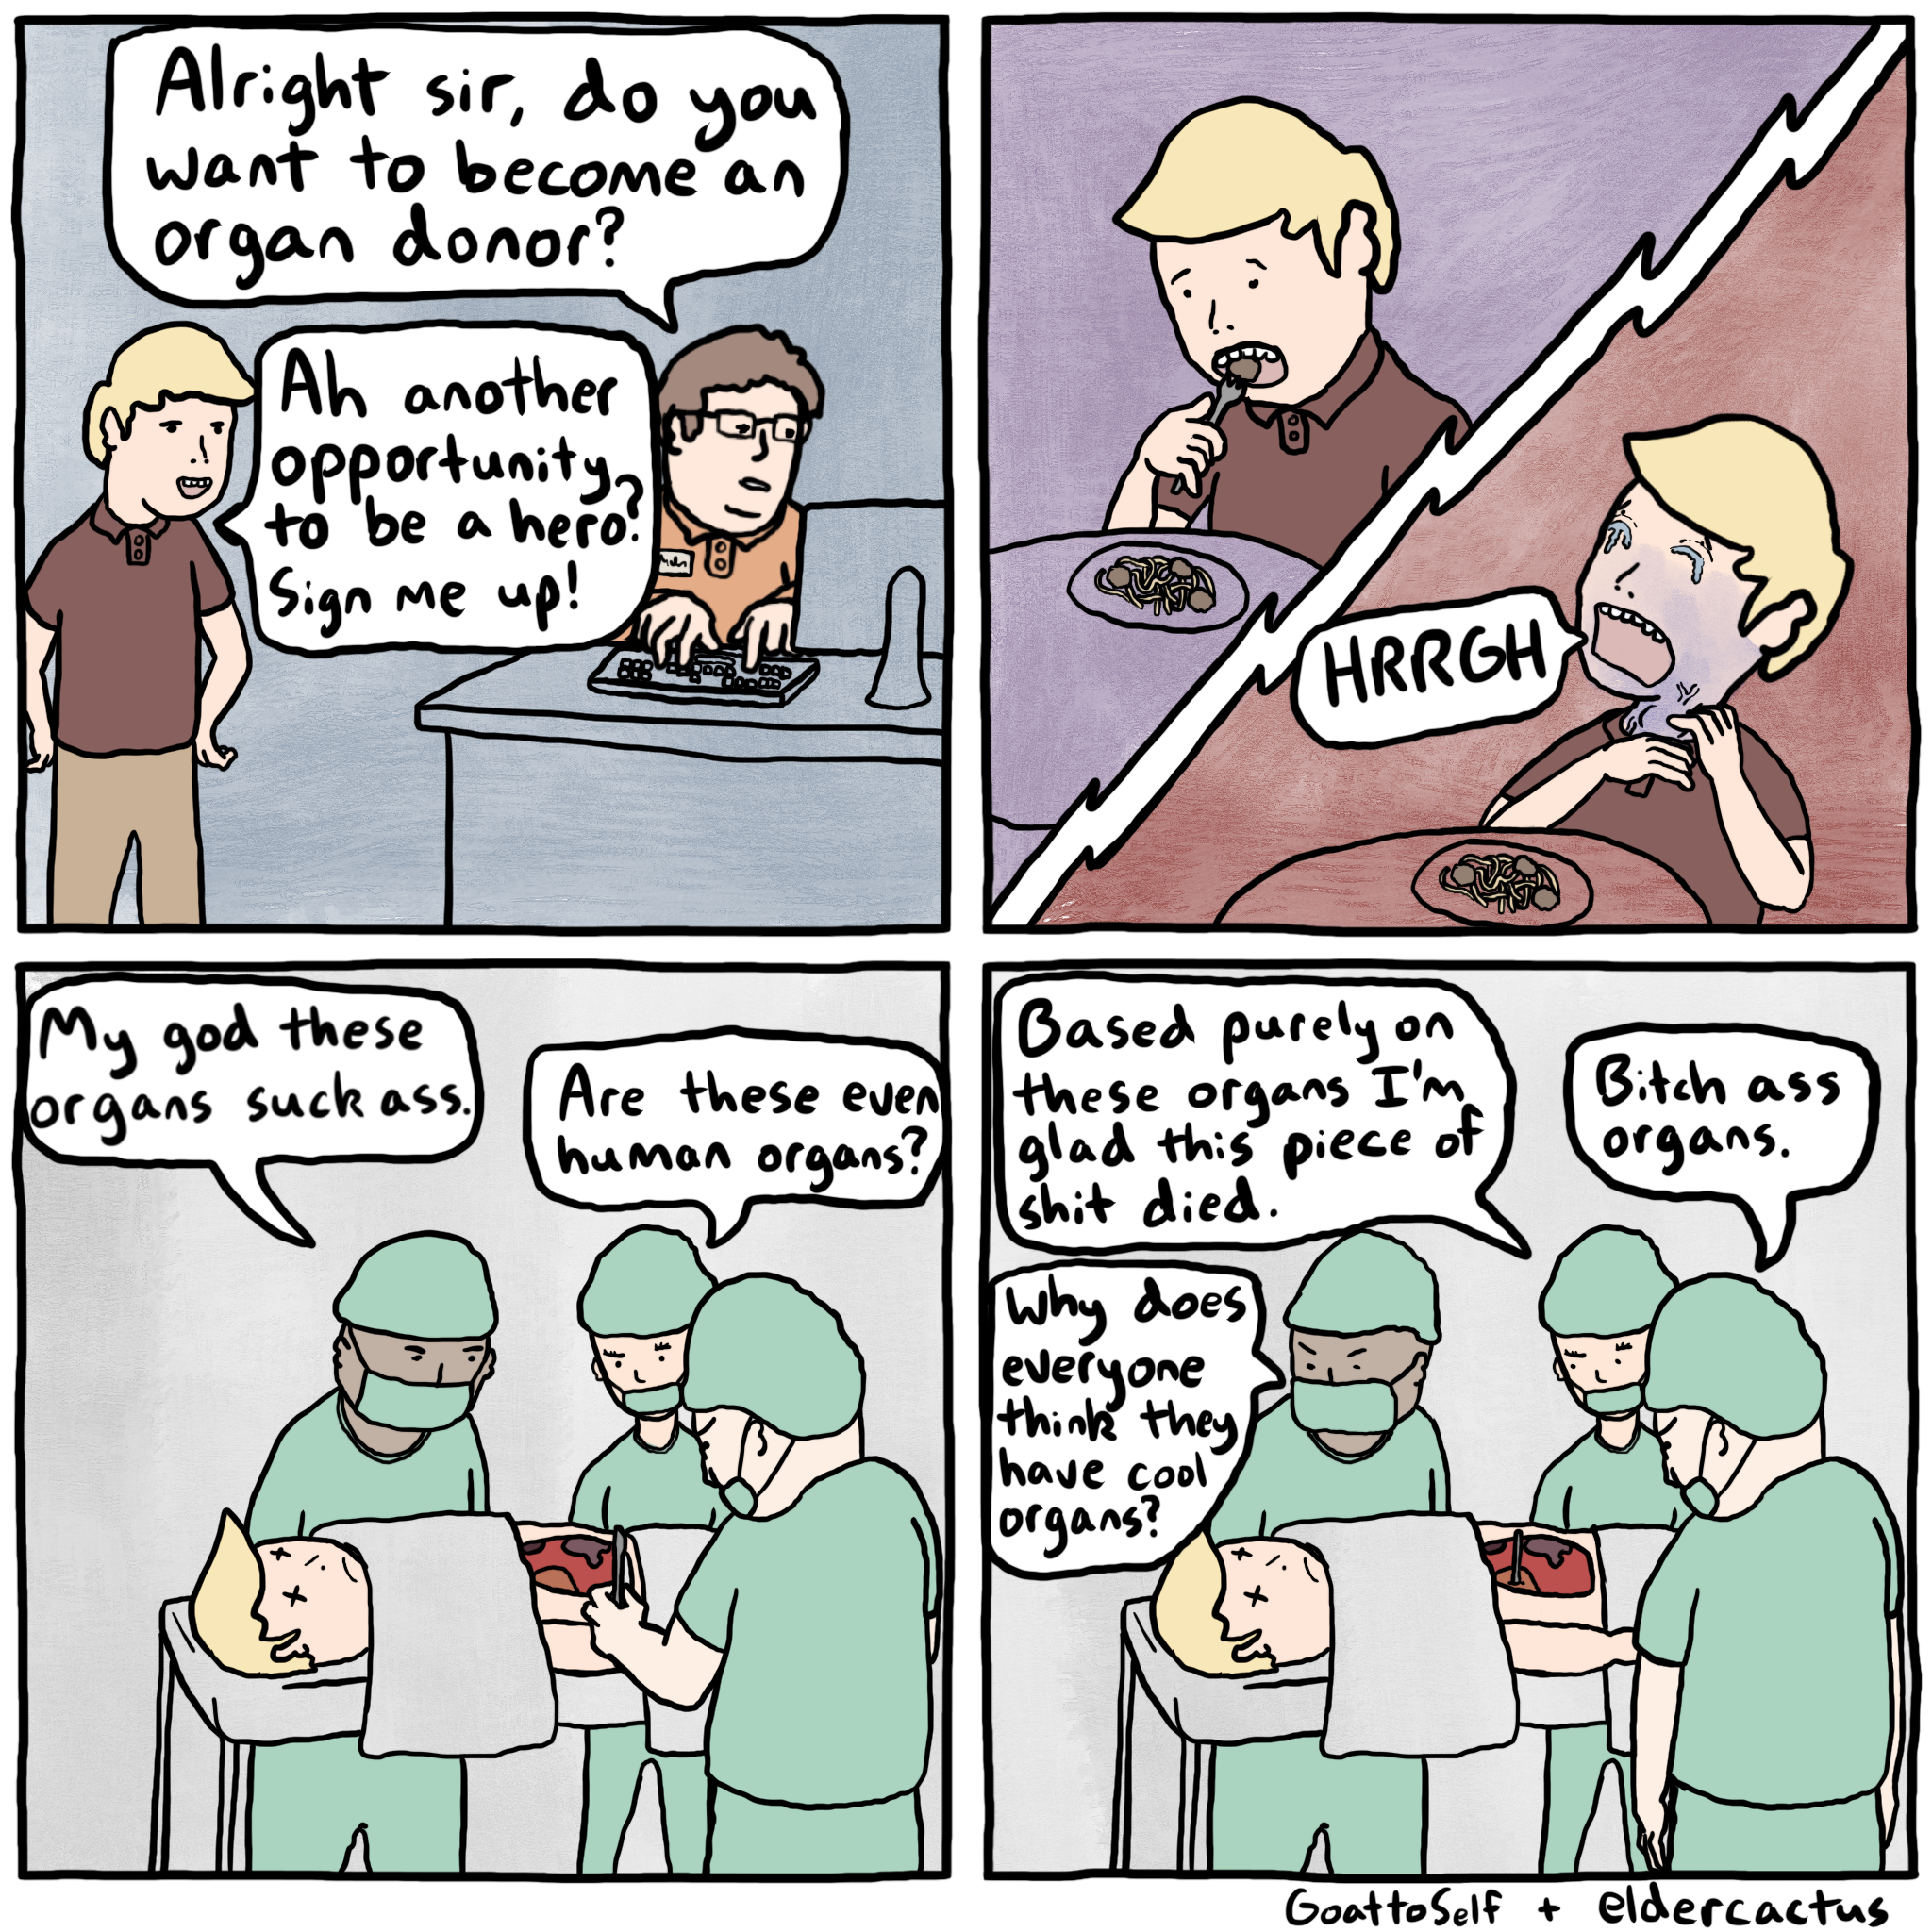 Alright sir, do you
want to become an
organ donor?
Ah another
opportunity
to be a hero?
Sign me up!
HRRGH
My god these
organs suck ass.
Are these even
human organs?
Based purely on
these organs I'm
glad this piece of
shit died.
Bitch ass
organs.
Why does
everyone
think they
have cool
organs?
GoattoSelf + eldercactus